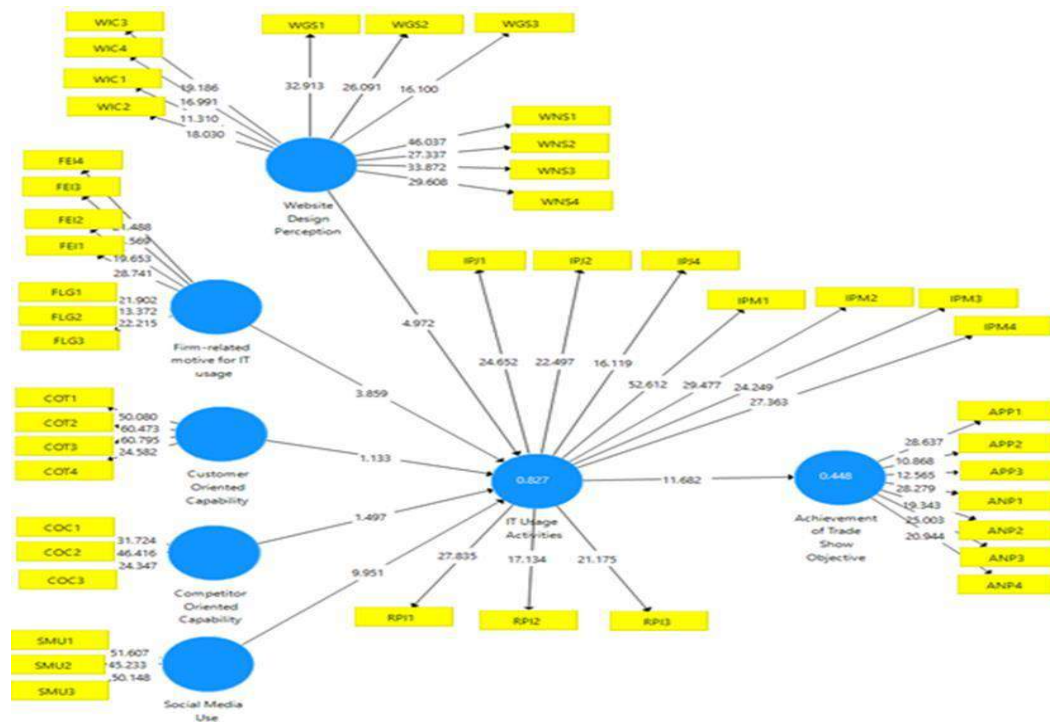 WIC3
WIC4
WIC1
WIC2
WGS1
WGS2
WGS3
19.186
16.991
11.310
18.030
32.913
26.091
16.100
WNS1
WNS2
WNS3
WNS4
46.037
27.337
33.872
29.608
Website
Design
Perception
FEI4
FEI3
FEI2
FEI1
.488
.569
19.653
28.741
FLG1
FLG2
FLG3
21.902
13.372
22.215
Firm-related
motive for IT
usage
4.972
3.859
IPJ1
IPJ2
IPJ4
IPM1
IPM2
IPM3
IPM4
24.652
22.497
16.119
52.612
29.477
24.249
27.363
COT1
COT2
COT3
COT4
50.080
60.473
60.795
24.582
Customer
Oriented
Capability
1.133
COC1
COC2
COC3
31.724
46.416
24.347
Competitor
Oriented
Capability
1.497
SMU1
SMU2
SMU3
51.607
45.233
50.148
Social Media
Use
9.951
0.827
IT Usage
Activities
11.682
27.835
17.134
21.175
RPI1
RPI2
RPI3
0.448
Achievement
of Trade
Show
Objective
28.637
10.868
12.565
28.279
19.343
25.003
20.944
APP1
APP2
APP3
ANP1
ANP2
ANP3
ANP4